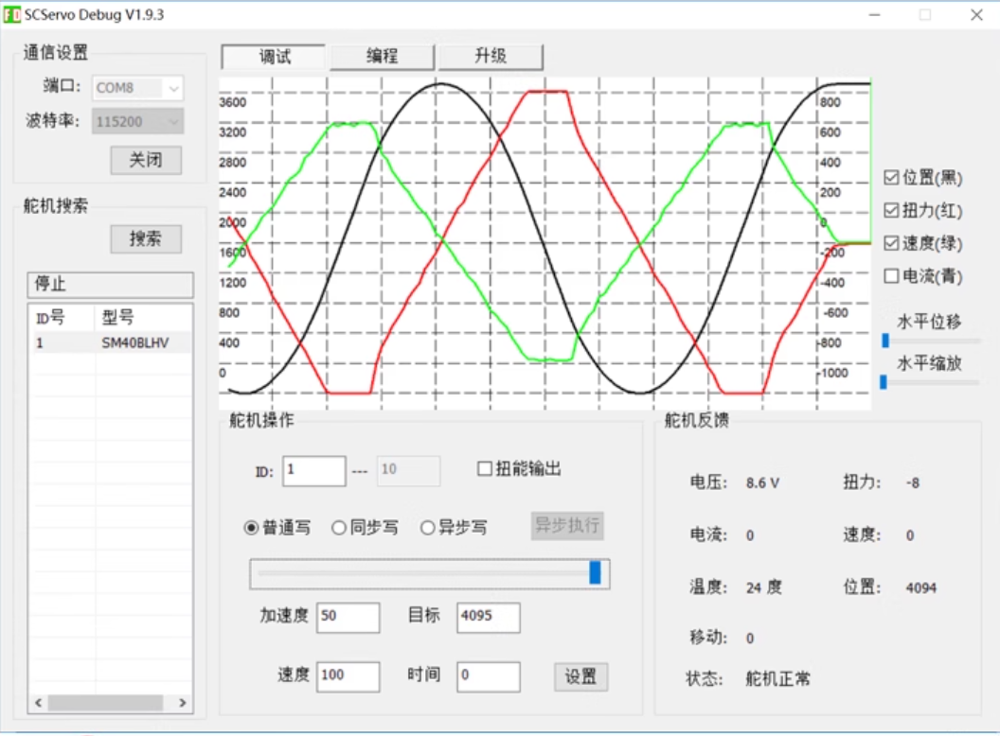 SCServo Debug V1.9.3
通信设置
端口: COM8
波特率: 115200
关闭
舵机搜索
搜索
停止
ID号 型号
1 SM40BLHV
调试 编程 升级
3600
3200
2800
2400
2000
1600
1200
800
400
0
800
600
400
200
0
-200
-400
-600
-800
-1000
位置(黑)
扭力(红)
速度(绿)
电流(青)
水平位移
水平缩放
舵机操作
ID: 1 --- 10 扭能输出
普通写 同步写 异步写 异步执行
加速度 50 目标 4095
速度 100 时间 0 设置
舵机反馈
电压: 8.6 V 扭力: -8
电流: 0 速度: 0
温度: 24 度 位置: 4094
移动: 0
状态: 舵机正常